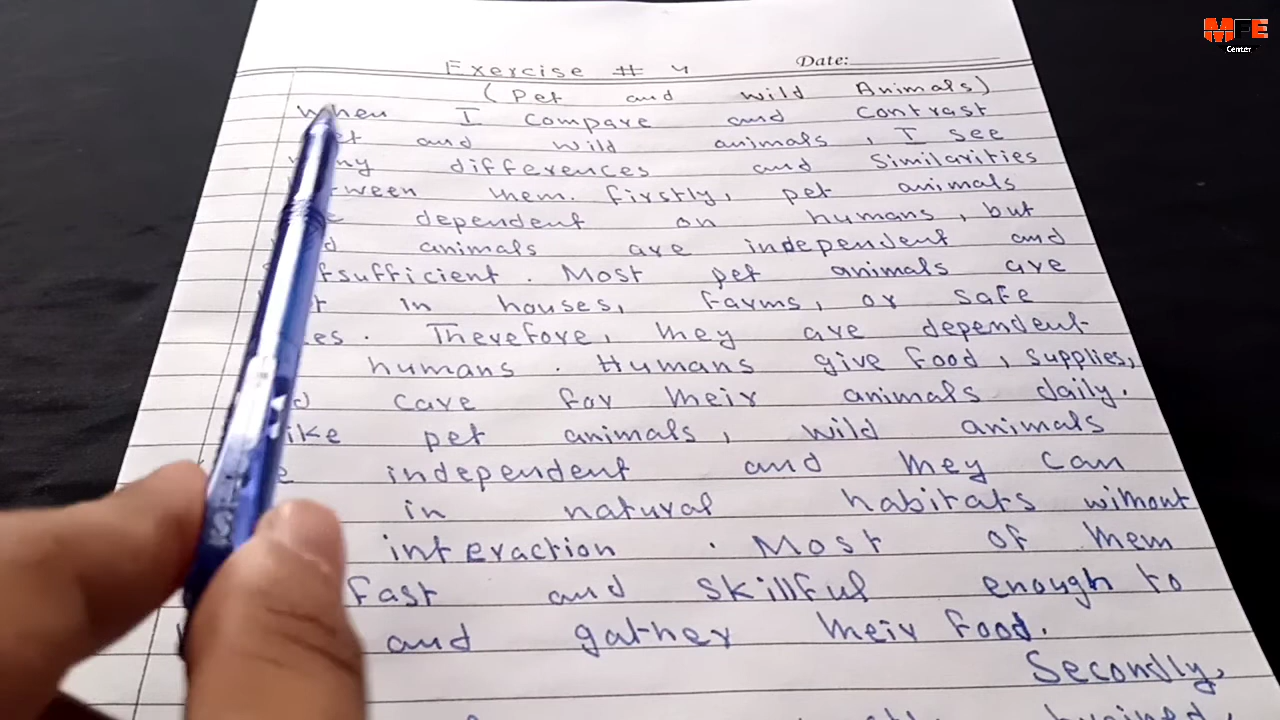 MFE
Center
Date:
Exercise # 4
(Pet and wild Animals)
When I compare and contrast
and wild animals, I see
differences and similarities
them. Firstly, pet animals
dependent on humans, but
animals are independent and
. Most pet animals are
in houses, farms, or safe
. Therefore, they are dependent
humans. Humans give food, supplies,
care for their animals daily.
pet animals, wild animals
independent and they can
in natural habitats without
interaction. Most of them
fast and skillful enough to
and gather their food.
Secondly,